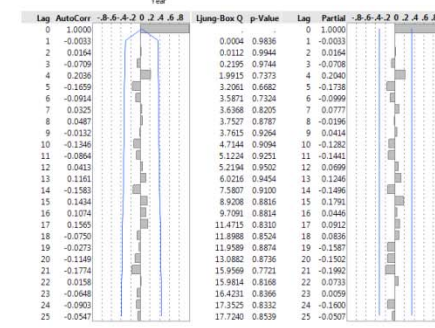 Year
Lag AutoCorr -.8-.6-.4-.2 0 .2 .4 .6 .8 Ljung-Box Q p-Value Lag Partial -.8-.6-.4-.2 0 .2 .4 .6 .8
0 1.0000 . . 0 1.0000
1 -0.0033 0.0004 0.9836 1 -0.0033
2 0.0164 0.0112 0.9944 2 0.0164
3 -0.0709 0.2195 0.9744 3 -0.0708
4 0.2036 1.9915 0.7373 4 0.2040
5 -0.1659 3.2061 0.6682 5 -0.1738
6 -0.0914 3.5871 0.7324 6 -0.0999
7 0.0325 3.6368 0.8205 7 0.0777
8 0.0487 3.7527 0.8787 8 -0.0196
9 -0.0132 3.7615 0.9264 9 0.0414
10 -0.1346 4.7144 0.9094 10 -0.1282
11 -0.0864 5.1224 0.9251 11 -0.1441
12 0.0413 5.2194 0.9502 12 0.0699
13 0.1161 6.0216 0.9454 13 0.1246
14 -0.1583 7.5807 0.9100 14 -0.1496
15 0.1434 8.9208 0.8816 15 0.1791
16 0.1074 9.7091 0.8814 16 0.0446
17 0.1565 11.4715 0.8310 17 0.0912
18 -0.0750 11.8988 0.8524 18 0.0836
19 -0.0273 11.9589 0.8874 19 -0.1587
20 -0.1149 13.0882 0.8736 20 -0.1502
21 -0.1774 15.9569 0.7721 21 -0.1992
22 0.0158 15.9814 0.8168 22 0.0733
23 -0.0648 16.4231 0.8366 23 0.0059
24 -0.0903 17.3525 0.8332 24 -0.1600
25 -0.0547 17.7240 0.8539 25 -0.0507